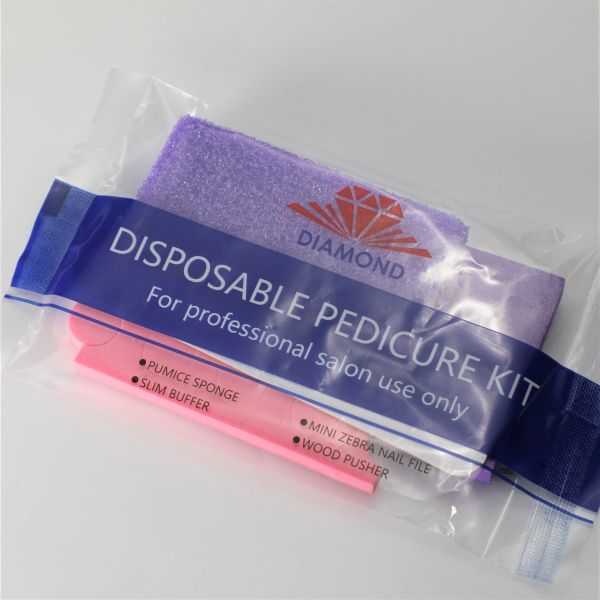 DIAMOND
DISPOSABLE PEDICURE KIT
For professional salon use only
●PUMICE SPONGE
●SLIM BUFFER
●MINI ZEBRA NAIL FILE
●WOOD PUSHER